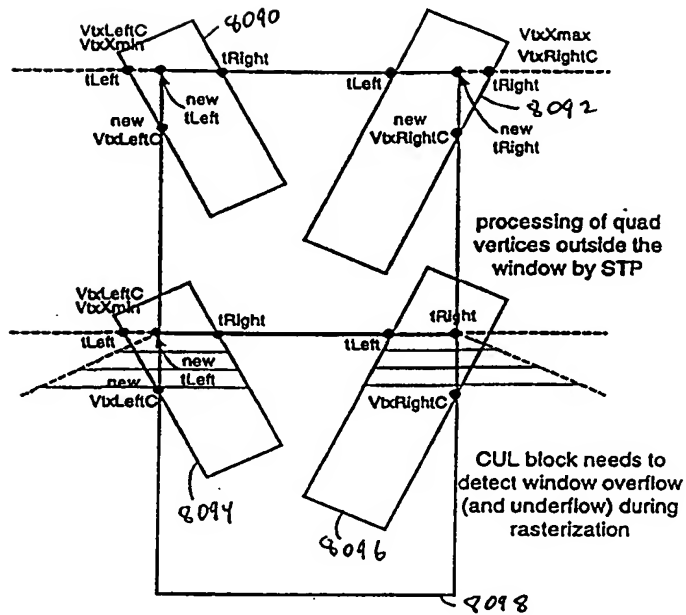 8090
VtxLeftC
VtxXmin
tRight
VtxXmax
VtxRightC
tLeft
tLeft
tRight
new
tLeft
8092
new
VtxLeftC
new
VtxRightC
new
tRight
processing of quad
vertices outside the
window by STP
VtxLeftC
VtxXmin
tLeft
tRight
tLeft
tRight
new
tLeft
new
VtxLeftC
VtxRightC
CUL block needs to
detect window overflow
(and underflow) during
rasterization
8094
8096
8098